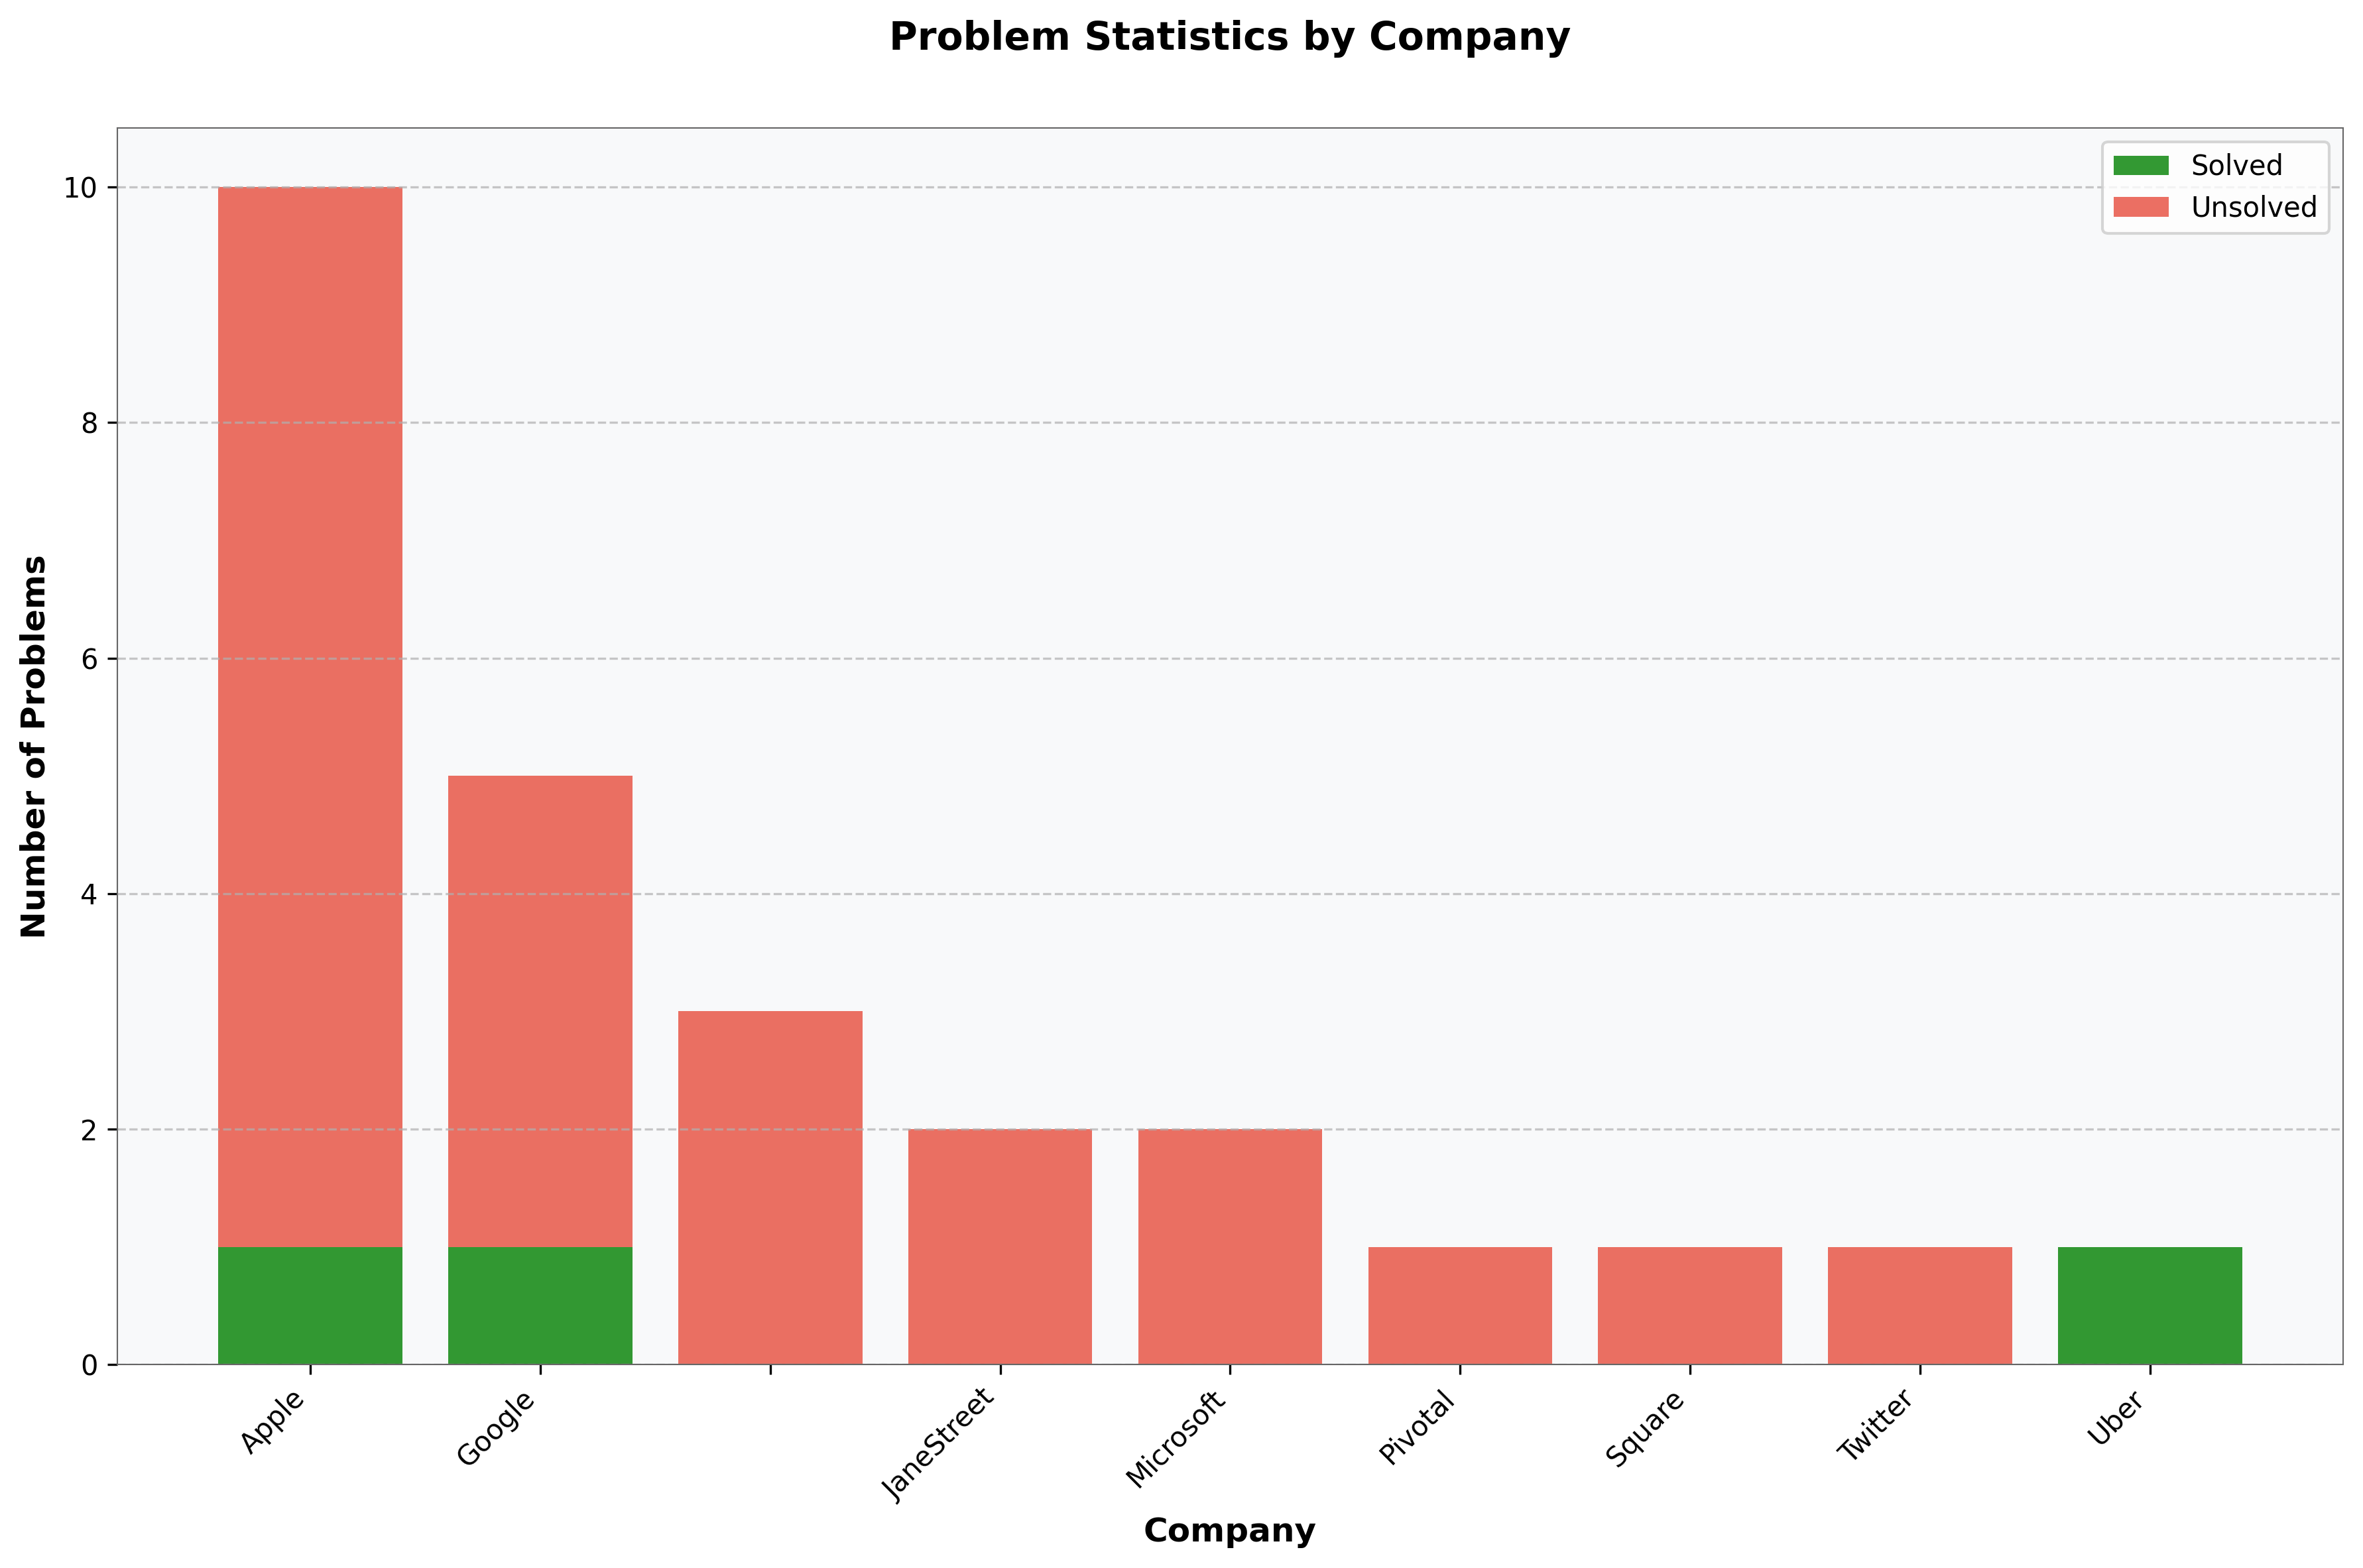 Problem Statistics by Company
Solved
Unsolved
Number of Problems
10
8
6
4
2
0
Apple
Google
JaneStreet
Microsoft
Pivotal
Square
Twitter
Uber
Company